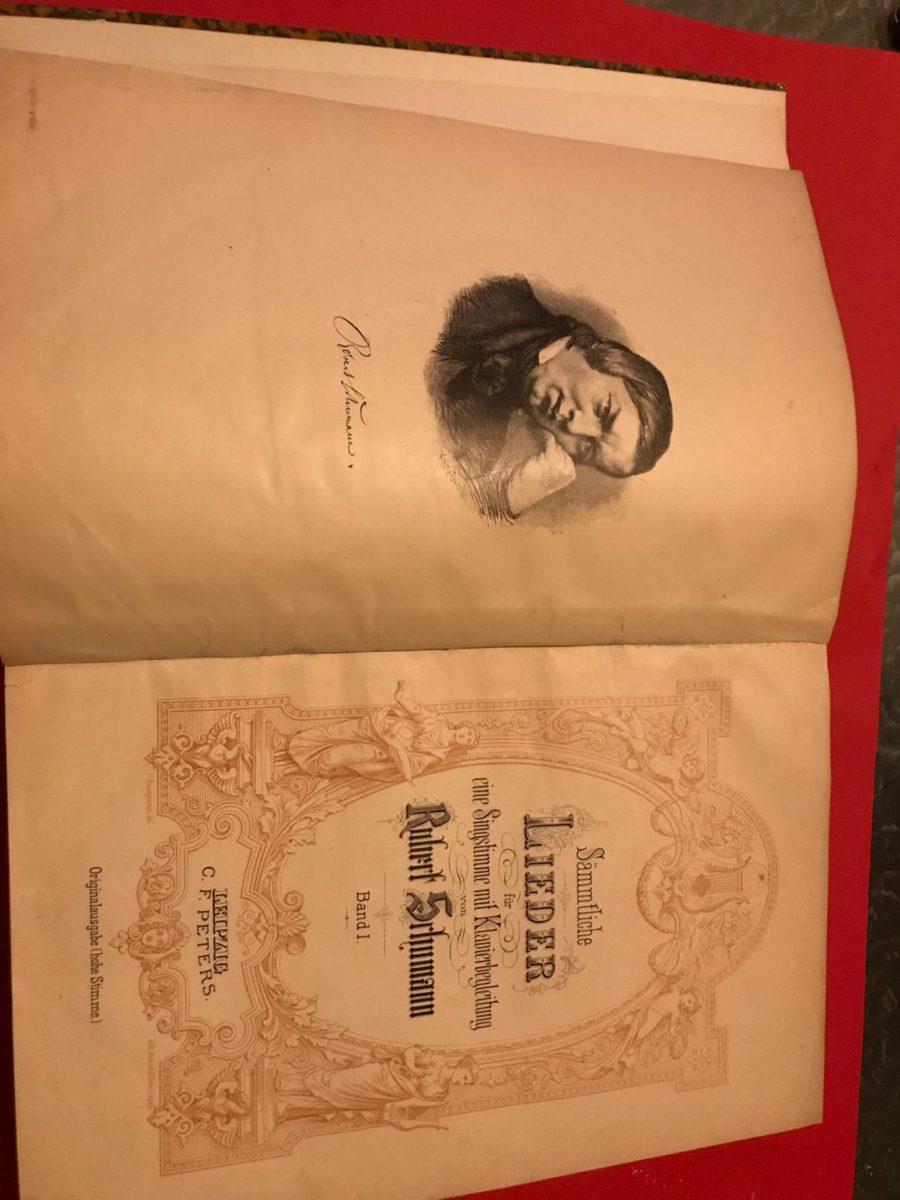 Robert Schumann.
Sämmtliche
LIEDER
für
eine Singstimme mit Klavierbegleitung
von
Robert Schumann
Band I.
LEIPZIG
C. F. PETERS.
Originalausgabe (hohe Stimme.)